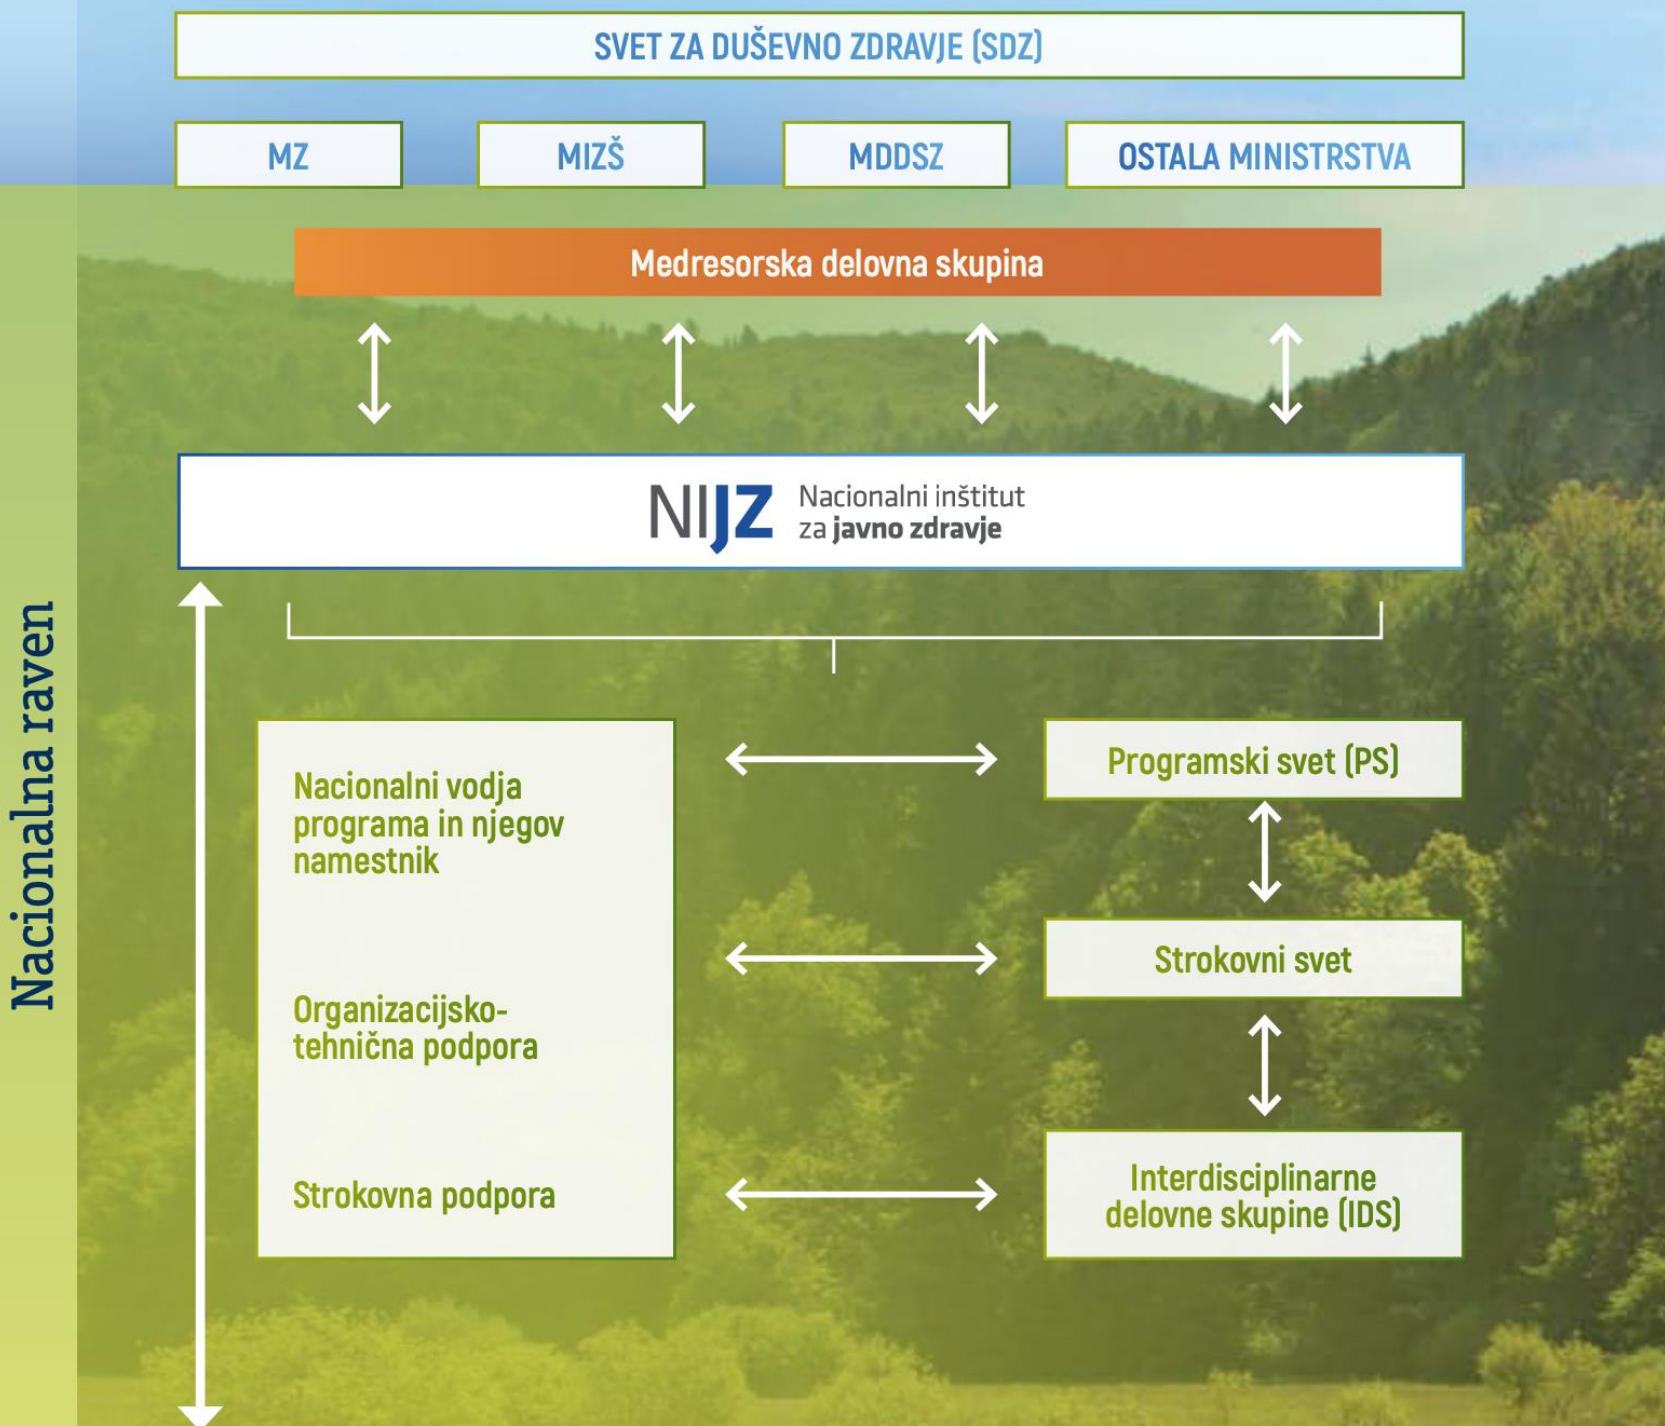 SVET ZA DUŠEVNO ZDRAVJE (SDZ)
MZ
MIZŠ
MDDSZ
OSTALA MINISTRSTVA
Medresorska delovna skupina
NIJZ
Nacionalni inštitut
za javno zdravje
Nacionalna raven
Nacionalni vodja
programa in njegov
namestnik
Organizacijsko-
tehnična podpora
Strokovna podpora
Programski svet (PS)
Strokovni svet
Interdisciplinarne
delovne skupine (IDS)